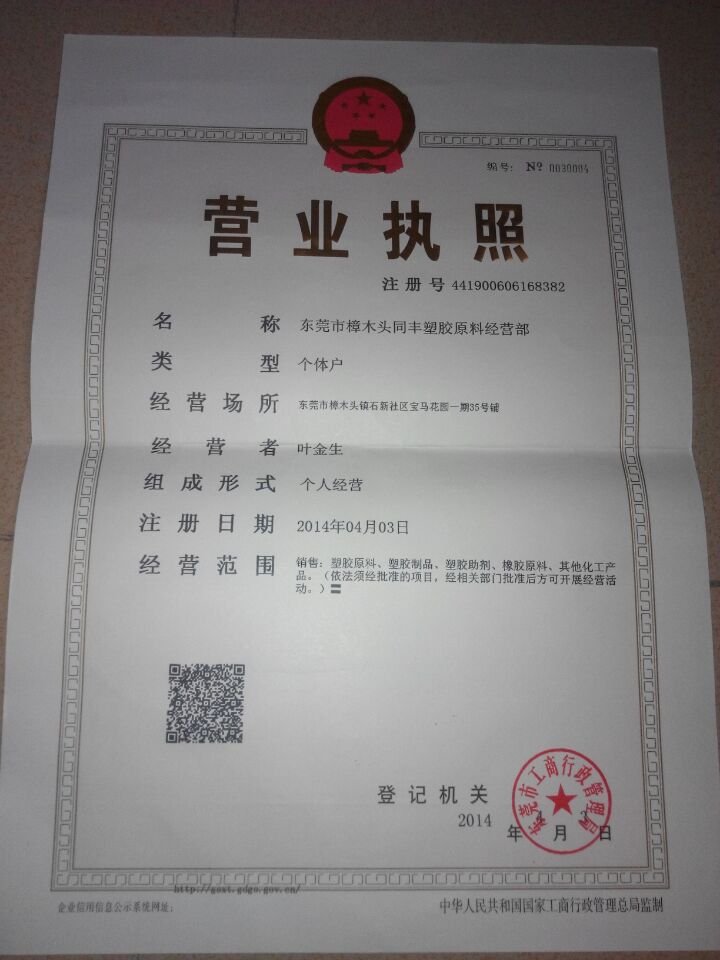 编号: № 0030004
营业执照
注册号 441900606168382
名称 东莞市樟木头同丰塑胶原料经营部
类型 个体户
经营场所 东莞市樟木头镇石新社区宝马花园一期35号铺
经营者 叶金生
组成形式 个人经营
注册日期 2014年04月03日
经营范围 销售：塑胶原料、塑胶制品、塑胶助剂、橡胶原料、其他化工产
品。（依法须经批准的项目，经相关部门批准后方可开展经营活
动。）〓
东莞市工商行政管理局
登记机关
2014 年 4 月 3 日
http://gsxt.gdgs.gov.cn/
企业信用信息公示系统网址:
中华人民共和国国家工商行政管理总局监制